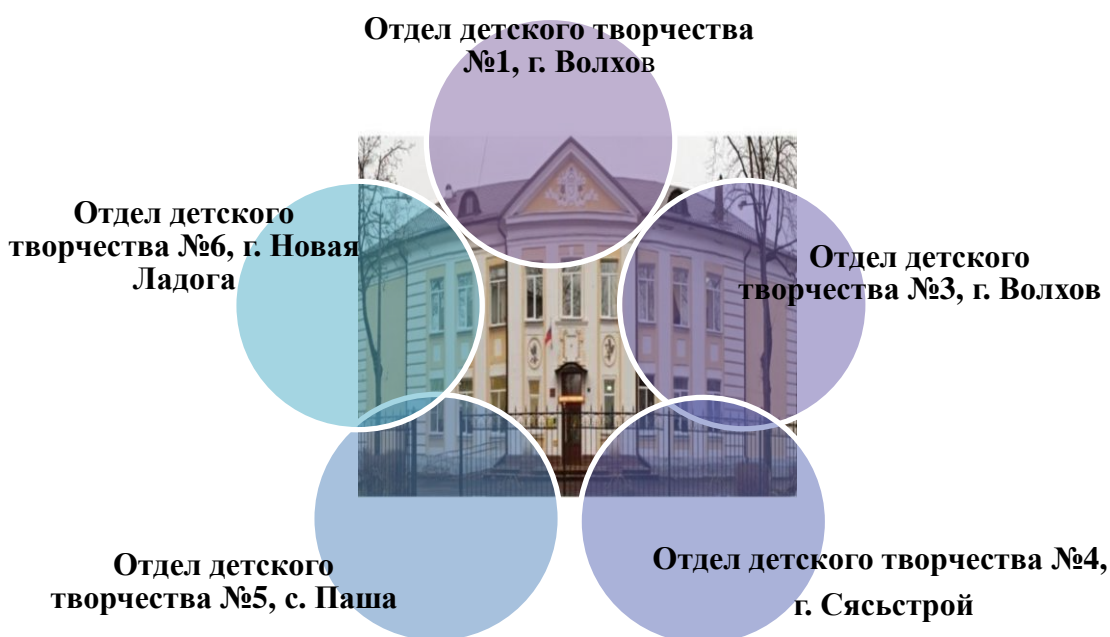 Отдел детского творчества
№1, г. Волхов
Отдел детского
творчества №6, г. Новая
Ладога
Отдел детского
творчества №3, г. Волхов
Отдел детского
творчества №5, с. Паша
Отдел детского творчества №4,
г. Сясьстрой